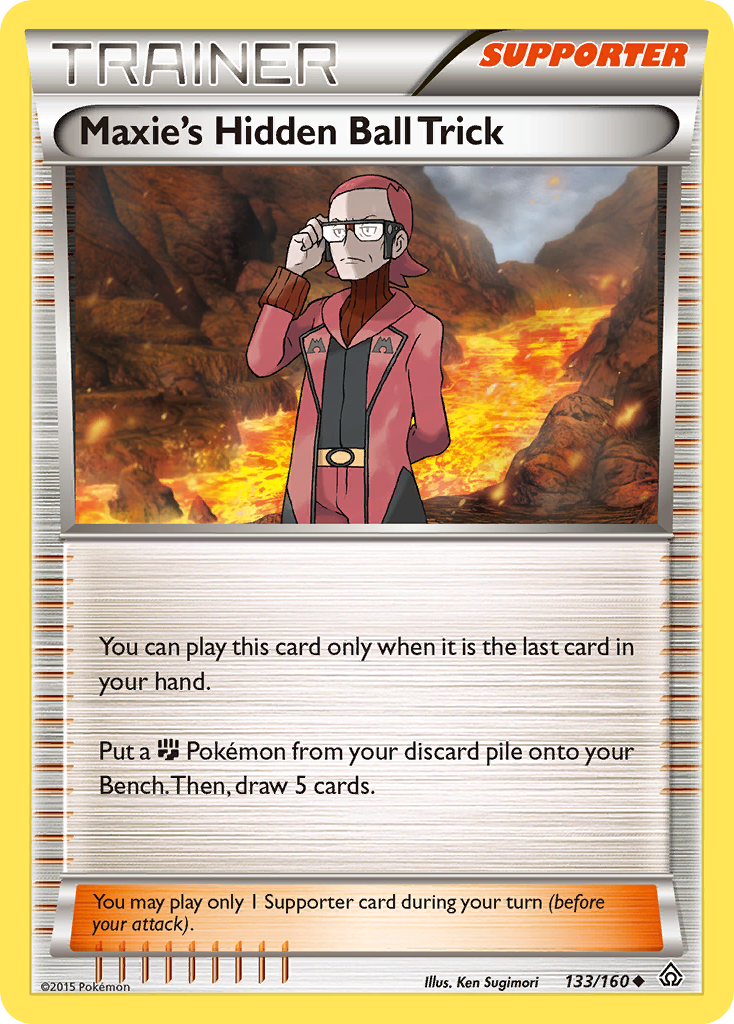 TRAINER
SUPPORTER
Maxie's Hidden Ball Trick
You can play this card only when it is the last card in
your hand.
Put a Pokémon from your discard pile onto your
Bench. Then, draw 5 cards.
You may play only 1 Supporter card during your turn (before
your attack).
©2015 Pokémon
Illus. Ken Sugimori
133/160